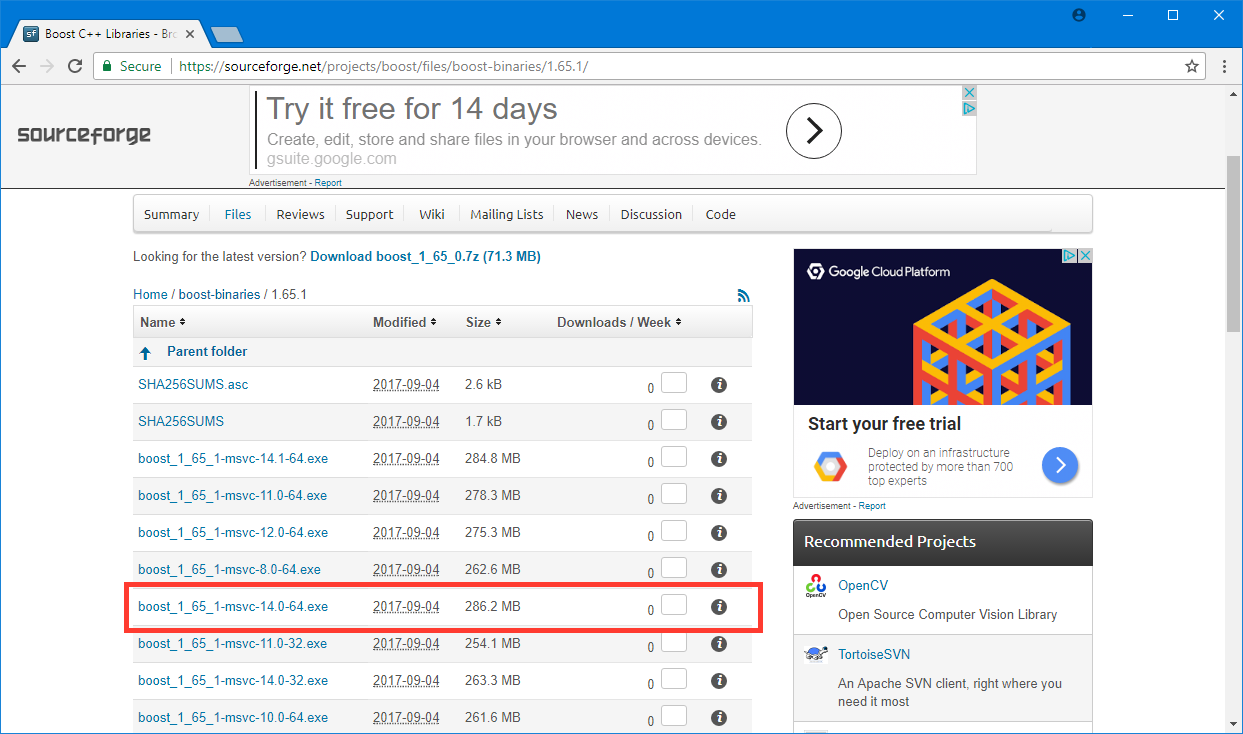 Boost C++ Libraries - Bro
Secure https://sourceforge.net/projects/boost/files/boost-binaries/1.65.1/
sourceforge
Try it free for 14 days
Create, edit, store and share files in your browser and across devices.
gsuite.google.com
Advertisement - Report
Summary Files Reviews Support Wiki Mailing Lists News Discussion Code
Looking for the latest version? Download boost_1_65_0.7z (71.3 MB)
Home / boost-binaries / 1.65.1
Name Modified Size Downloads / Week
Parent folder
SHA256SUMS.asc 2017-09-04 2.6 kB 0
SHA256SUMS 2017-09-04 1.7 kB 0
boost_1_65_1-msvc-14.1-64.exe 2017-09-04 284.8 MB 0
boost_1_65_1-msvc-11.0-64.exe 2017-09-04 278.3 MB 0
boost_1_65_1-msvc-12.0-64.exe 2017-09-04 275.3 MB 0
boost_1_65_1-msvc-8.0-64.exe 2017-09-04 262.6 MB 0
boost_1_65_1-msvc-14.0-64.exe 2017-09-04 286.2 MB 0
boost_1_65_1-msvc-11.0-32.exe 2017-09-04 254.1 MB 0
boost_1_65_1-msvc-14.0-32.exe 2017-09-04 263.3 MB 0
boost_1_65_1-msvc-10.0-64.exe 2017-09-04 261.6 MB 0
Google Cloud Platform
Start your free trial
Deploy on an infrastructure
protected by more than 700
top experts
Advertisement - Report
Recommended Projects
OpenCV
OpenCV
Open Source Computer Vision Library
TortoiseSVN
An Apache SVN client, right where you
need it most